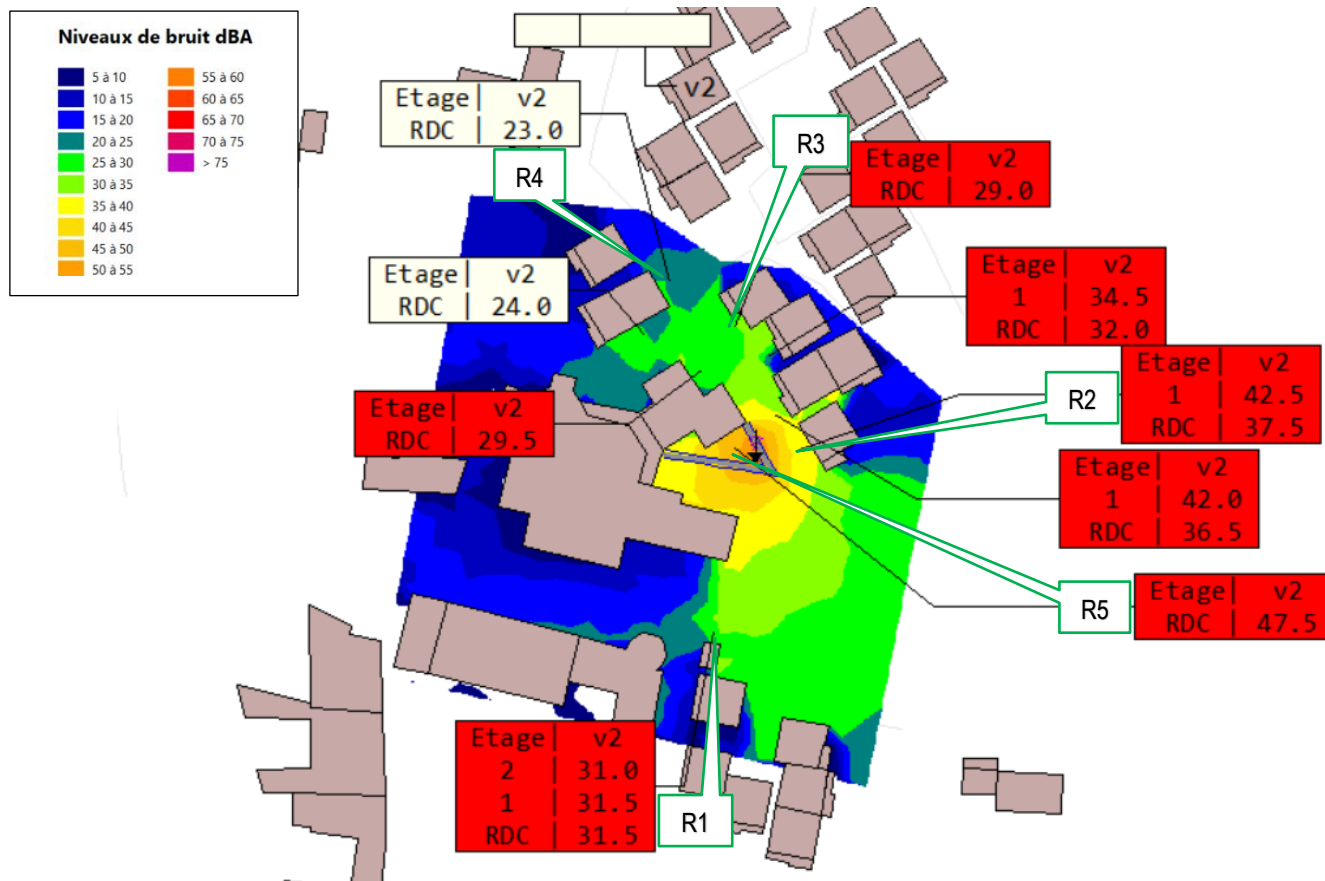 Niveaux de bruit dBA
5 à 10
10 à 15
15 à 20
20 à 25
25 à 30
30 à 35
35 à 40
40 à 45
45 à 50
50 à 55
55 à 60
60 à 65
65 à 70
70 à 75
> 75
v2
Etage| v2
RDC | 23.0
R4
R3
Etage| v2
RDC | 29.0
Etage| v2
RDC | 24.0
Etage| v2
1 | 34.5
RDC | 32.0
Etage| v2
RDC | 29.5
R2
Etage| v2
1 | 42.5
RDC | 37.5
Etage| v2
1 | 42.0
RDC | 36.5
R5
Etage| v2
RDC | 47.5
Etage| v2
2 | 31.0
1 | 31.5
RDC | 31.5
R1